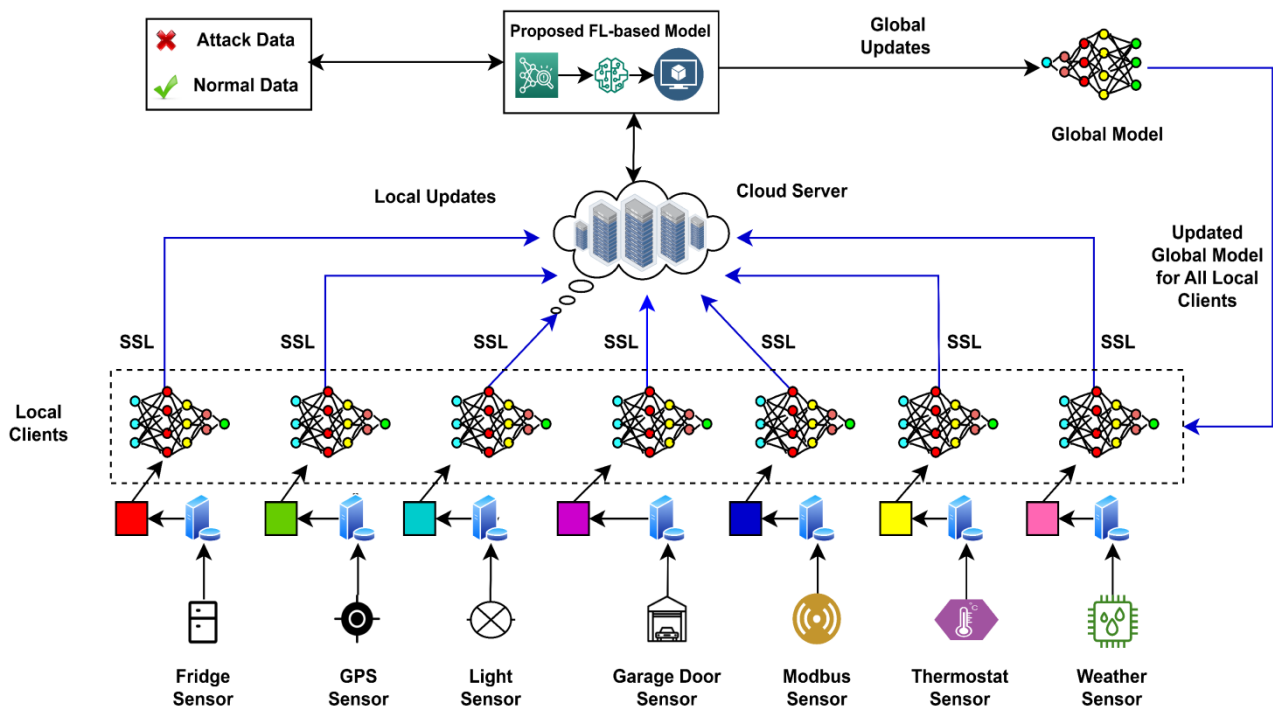 Attack Data
Normal Data
Proposed FL-based Model
Global
Updates
Global Model
Local Updates
Cloud Server
Updated
Global Model
for All Local
Clients
SSL
SSL
SSL
SSL
SSL
SSL
SSL
Local
Clients
°C
Fridge
Sensor
GPS
Sensor
Light
Sensor
Garage Door
Sensor
Modbus
Sensor
Thermostat
Sensor
Weather
Sensor